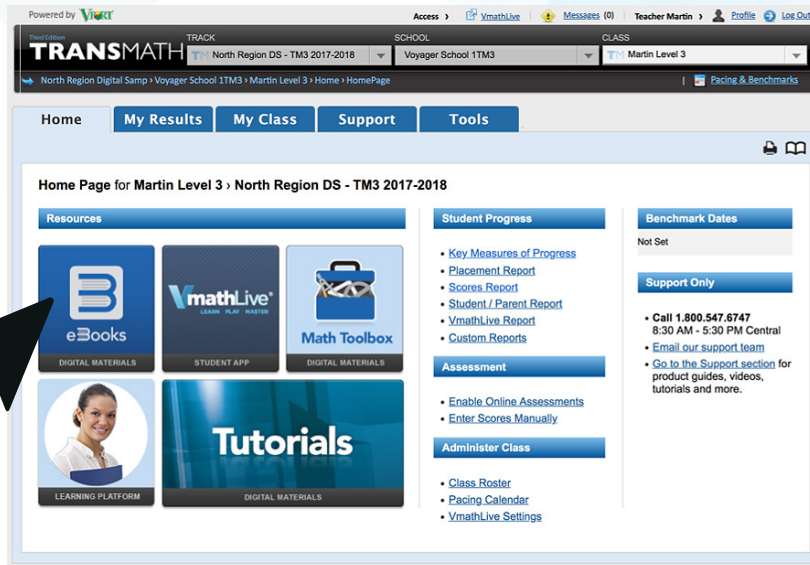 Powered by VPORT
Access › VmathLive Messages (0) Teacher Martin › Profile Log Out
Third Edition
TRANSMATH
TRACK
SCHOOL
CLASS
TM North Region DS - TM3 2017-2018
Voyager School 1TM3
TM Martin Level 3
North Region Digital Samp › Voyager School 1TM3 › Martin Level 3 › Home › HomePage
Pacing & Benchmarks
Home
My Results
My Class
Support
Tools
Home Page for Martin Level 3 › North Region DS - TM3 2017-2018
Resources
eBooks
DIGITAL MATERIALS
VmathLive®
LEARN PLAY MASTER
STUDENT APP
Math Toolbox
DIGITAL MATERIALS
LEARNING PLATFORM
Tutorials
DIGITAL MATERIALS
Student Progress
• Key Measures of Progress
• Placement Report
• Scores Report
• Student / Parent Report
• VmathLive Report
• Custom Reports
Assessment
• Enable Online Assessments
• Enter Scores Manually
Administer Class
• Class Roster
• Pacing Calendar
• VmathLive Settings
Benchmark Dates
Not Set
Support Only
• Call 1.800.547.6747
8:30 AM - 5:30 PM Central
• Email our support team
• Go to the Support section for
product guides, videos,
tutorials and more.